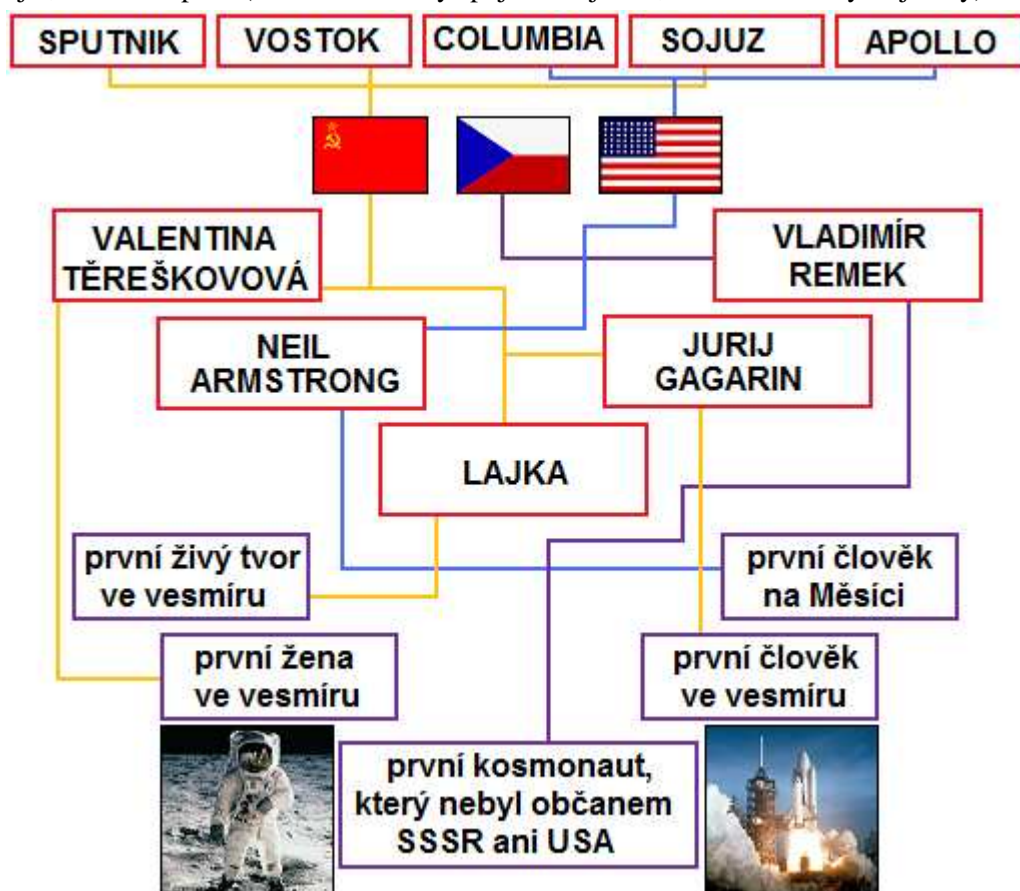 SPUTNIK
VOSTOK
COLUMBIA
SOJUZ
APOLLO
VALENTINA
TĚREŠKOVOVÁ
VLADIMÍR
REMEK
NEIL
ARMSTRONG
JURIJ
GAGARIN
LAJKA
první živý tvor
ve vesmíru
první člověk
na Měsíci
první žena
ve vesmíru
první člověk
ve vesmíru
první kosmonaut,
který nebyl občanem
SSSR ani USA